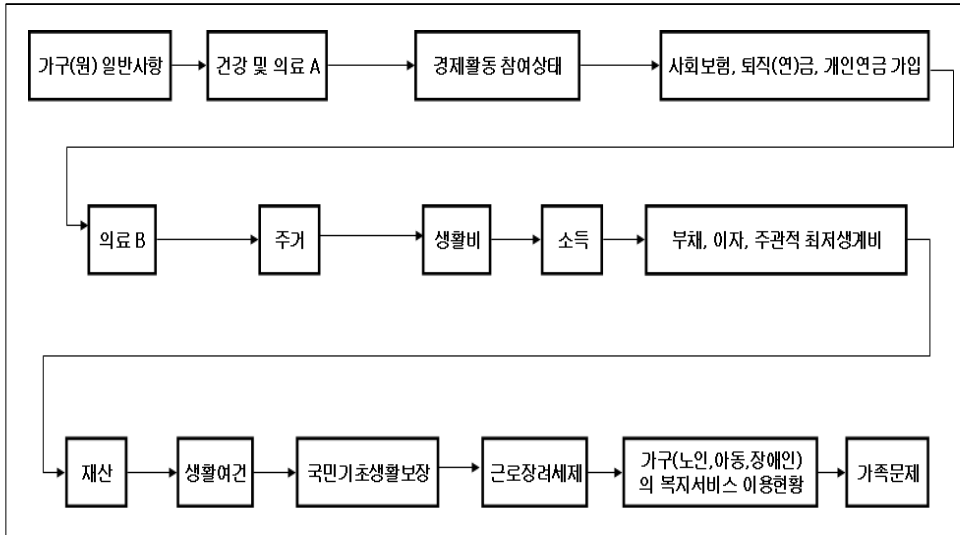 가구(원) 일반사항
건강 및 의료 A
경제활동 참여상태
사회보험, 퇴직(연)금, 개인연금 가입
의료 B
주거
생활비
소득
부채, 이자, 주관적 최저생계비
재산
생활여건
국민기초생활보장
근로장려세제
가구(노인,아동,장애인)
의 복지서비스 이용현황
가족문제